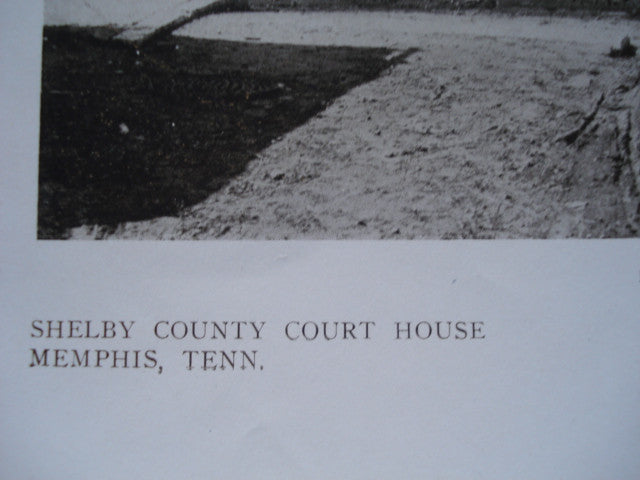 SHELBY COUNTY COURT HOUSE
MEMPHIS, TENN.